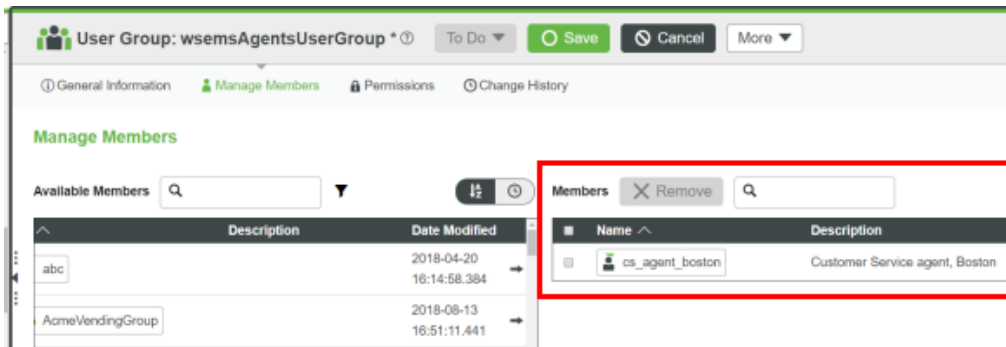 User Group: wsemsAgentsUserGroup * To Do Save Cancel More
General Information Manage Members Permissions Change History
Manage Members
Available Members Members Remove
Description Date Modified Name Description
abc 2018-04-20 16:14:58.384 cs_agent_boston Customer Service agent, Boston
AcmeVendingGroup 2018-08-13 16:51:11.441